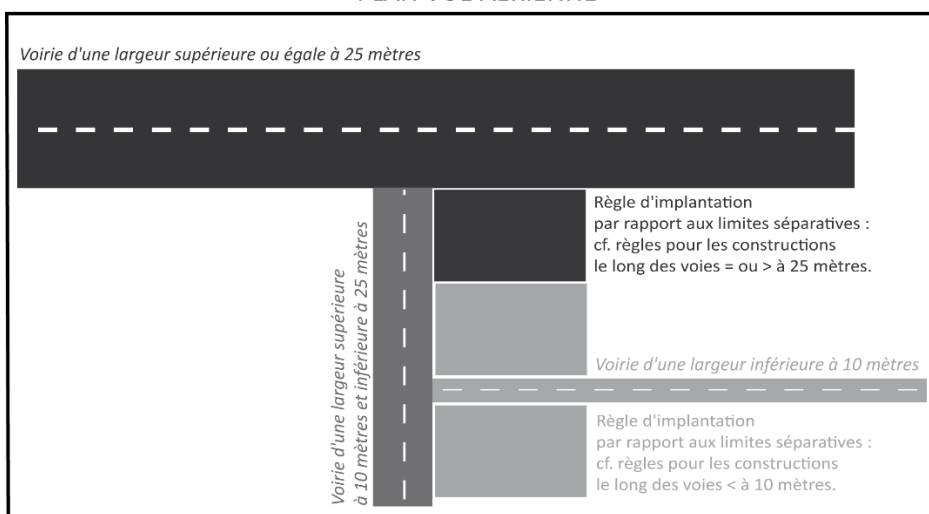 Voirie d'une largeur supérieure ou égale à 25 mètres
Règle d'implantation
par rapport aux limites séparatives :
cf. règles pour les constructions
le long des voies = ou > à 25 mètres.
Voirie d'une largeur supérieure
à 10 mètres et inférieure à 25 mètres
Voirie d'une largeur inférieure à 10 mètres
Règle d'implantation
par rapport aux limites séparatives :
cf. règles pour les constructions
le long des voies < à 10 mètres.